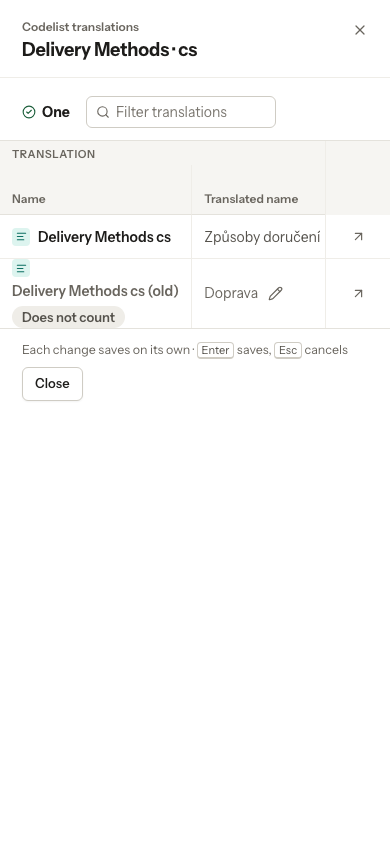 Codelist translations
Delivery Methods · cs
One
Filter translations
TRANSLATION
Name
Translated name
Delivery Methods cs
Způsoby doručení
Delivery Methods cs (old)
Does not count
Doprava
Each change saves on its own · Enter saves, Esc cancels
Close